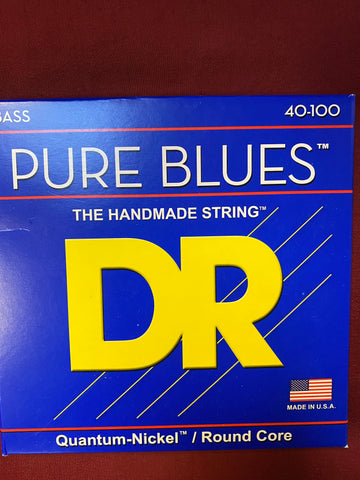 BASS 40-100
PURE BLUES™
THE HANDMADE STRING™
DR
MADE IN U.S.A.
Quantum-Nickel™ / Round Core